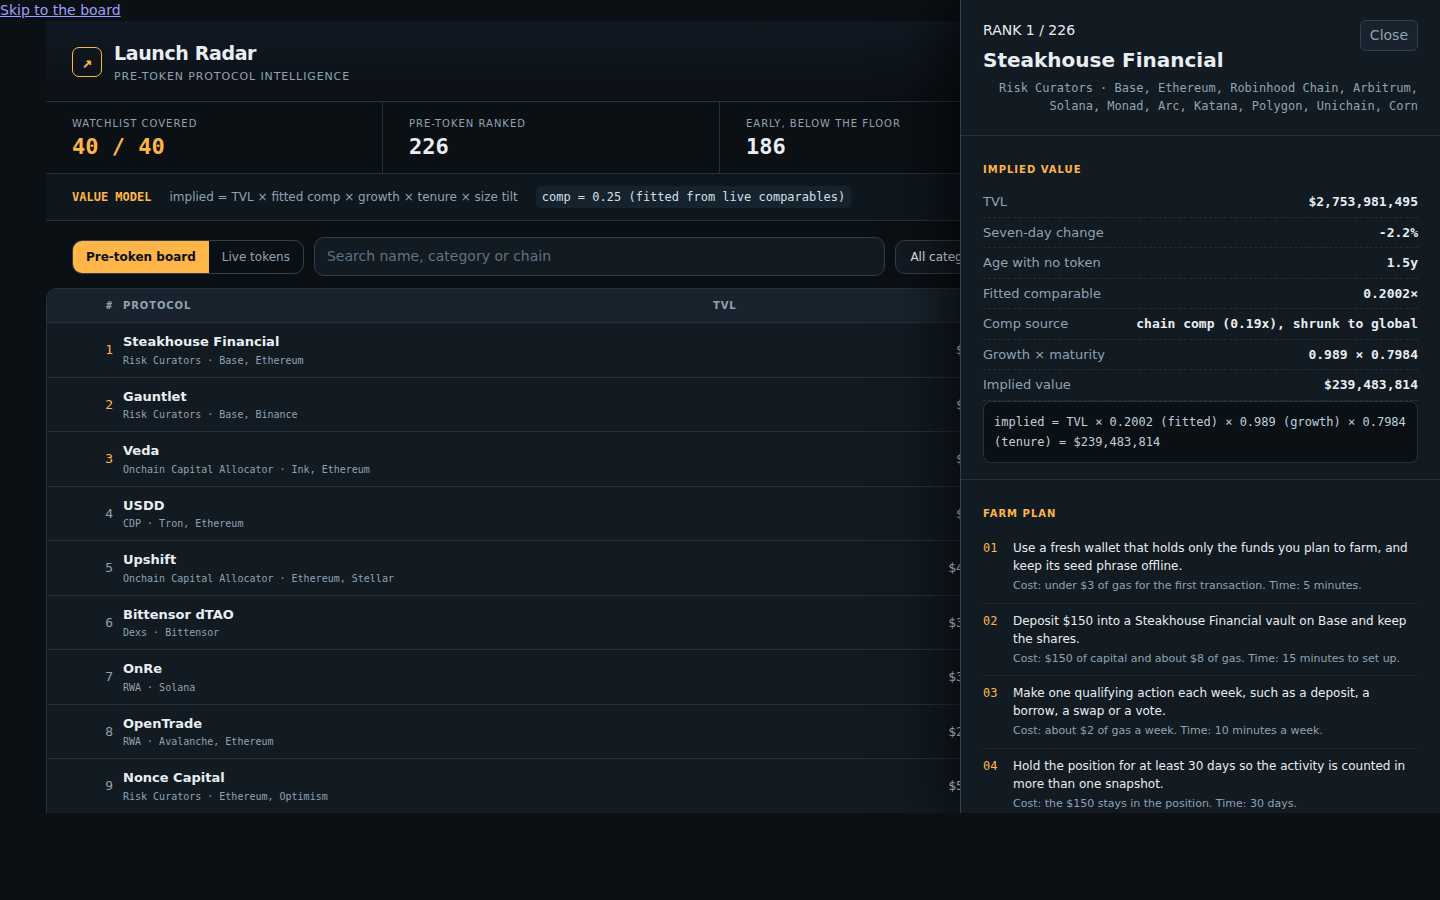 Skip to the board
Launch Radar
PRE-TOKEN PROTOCOL INTELLIGENCE
WATCHLIST COVERED
40 / 40
PRE-TOKEN RANKED
226
EARLY, BELOW THE FLOOR
186
VALUE MODEL implied = TVL × fitted comp × growth × tenure × size tilt comp = 0.25 (fitted from live comparables)
Pre-token board Live tokens Search name, category or chain
# PROTOCOL TVL
1 Steakhouse Financial
Risk Curators · Base, Ethereum
2 Gauntlet
Risk Curators · Base, Binance
3 Veda
Onchain Capital Allocator · Ink, Ethereum
4 USDD
CDP · Tron, Ethereum
5 Upshift
Onchain Capital Allocator · Ethereum, Stellar
6 Bittensor dTAO
Dexs · Bittensor
7 OnRe
RWA · Solana
8 OpenTrade
RWA · Avalanche, Ethereum
9 Nonce Capital
Risk Curators · Ethereum, Optimism
RANK 1 / 226
Close
Steakhouse Financial
Risk Curators · Base, Ethereum, Robinhood Chain, Arbitrum,
Solana, Monad, Arc, Katana, Polygon, Unichain, Corn
IMPLIED VALUE
TVL $2,753,981,495
Seven-day change -2.2%
Age with no token 1.5y
Fitted comparable 0.2002×
Comp source chain comp (0.19x), shrunk to global
Growth × maturity 0.989 × 0.7984
Implied value $239,483,814
implied = TVL × 0.2002 (fitted) × 0.989 (growth) × 0.7984
(tenure) = $239,483,814
FARM PLAN
01 Use a fresh wallet that holds only the funds you plan to farm, and
keep its seed phrase offline.
Cost: under $3 of gas for the first transaction. Time: 5 minutes.
02 Deposit $150 into a Steakhouse Financial vault on Base and keep
the shares.
Cost: $150 of capital and about $8 of gas. Time: 15 minutes to set up.
03 Make one qualifying action each week, such as a deposit, a
borrow, a swap or a vote.
Cost: about $2 of gas a week. Time: 10 minutes a week.
04 Hold the position for at least 30 days so the activity is counted in
more than one snapshot.
Cost: the $150 stays in the position. Time: 30 days.